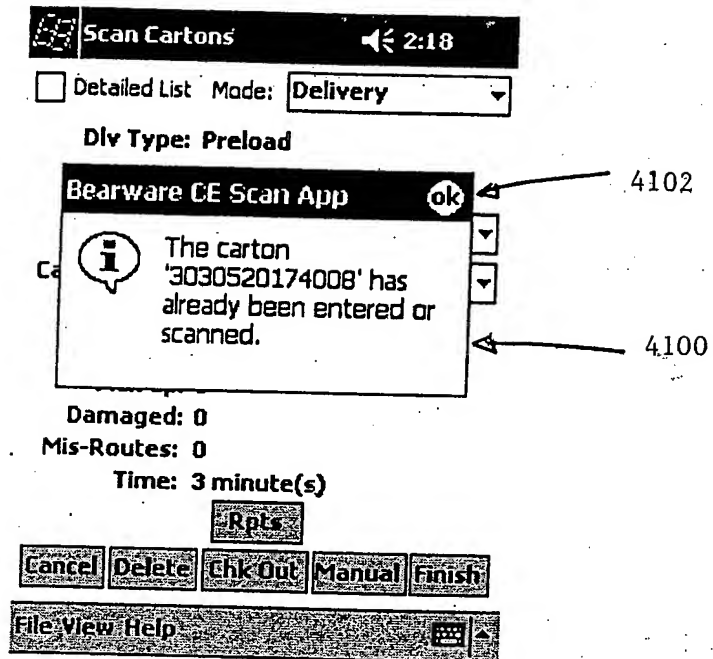 Scan Cartons 2:18
Detailed List Mode: Delivery
Dlv Type: Preload
Bearware CE Scan App ok
4102
The carton
'3030520174008' has
already been entered or
scanned.
Ca
4100
Damaged: 0
Mis-Routes: 0
Time: 3 minute(s)
Rpts
Cancel Delete Chk Out Manual Finish
File View Help